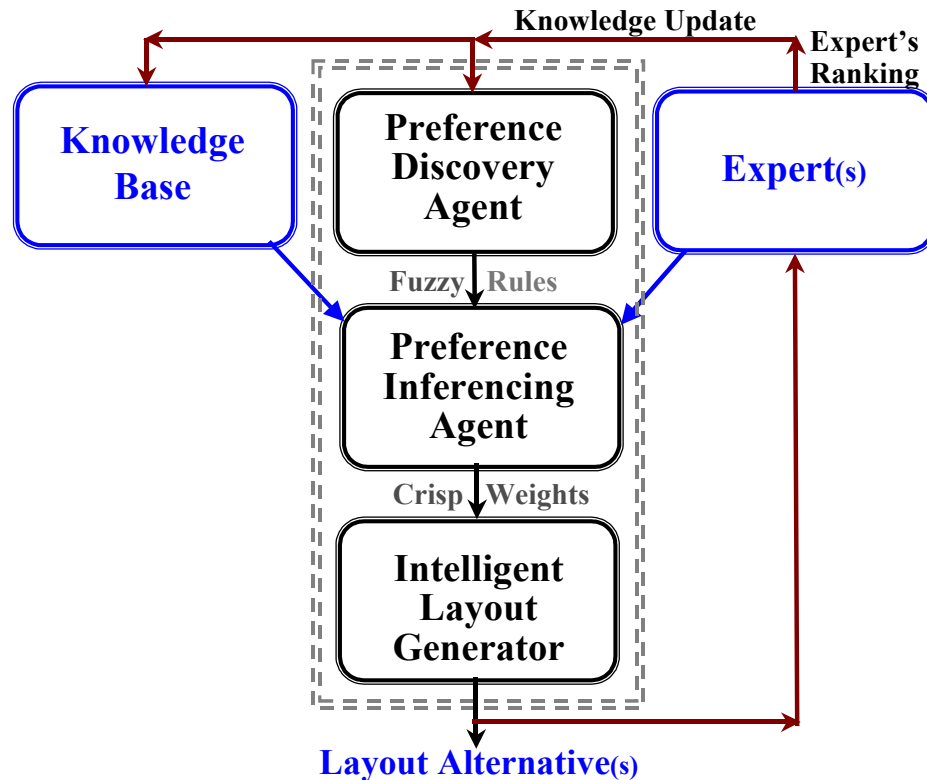 Knowledge Update
Expert's
Ranking
Knowledge
Base
Preference
Discovery
Agent
Expert(s)
Fuzzy Rules
Preference
Inferencing
Agent
Crisp Weights
Intelligent
Layout
Generator
Layout Alternative(s)